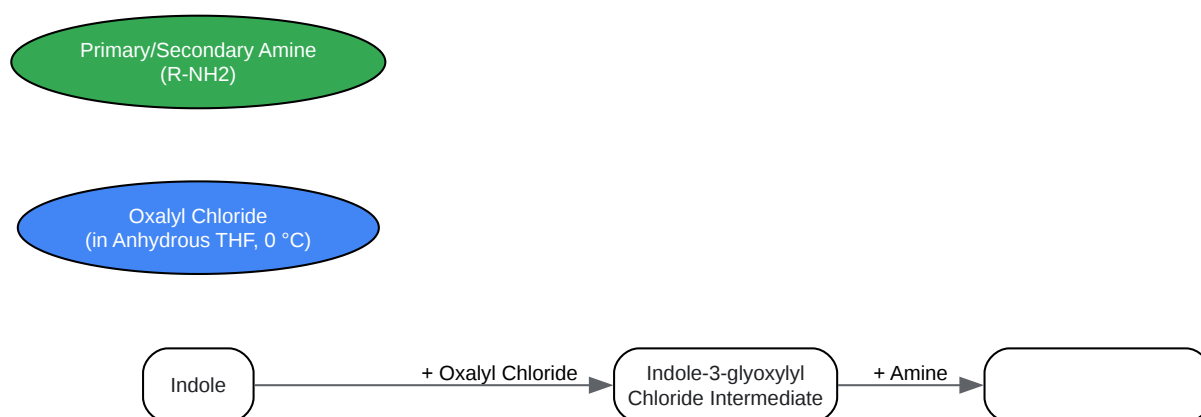 Primary/Secondary Amine
(R-NH2)
Oxalyl Chloride
(in Anhydrous THF, 0 °C)
Indole
+ Oxalyl Chloride
Indole-3-glyoxylyl
Chloride Intermediate
+ Amine